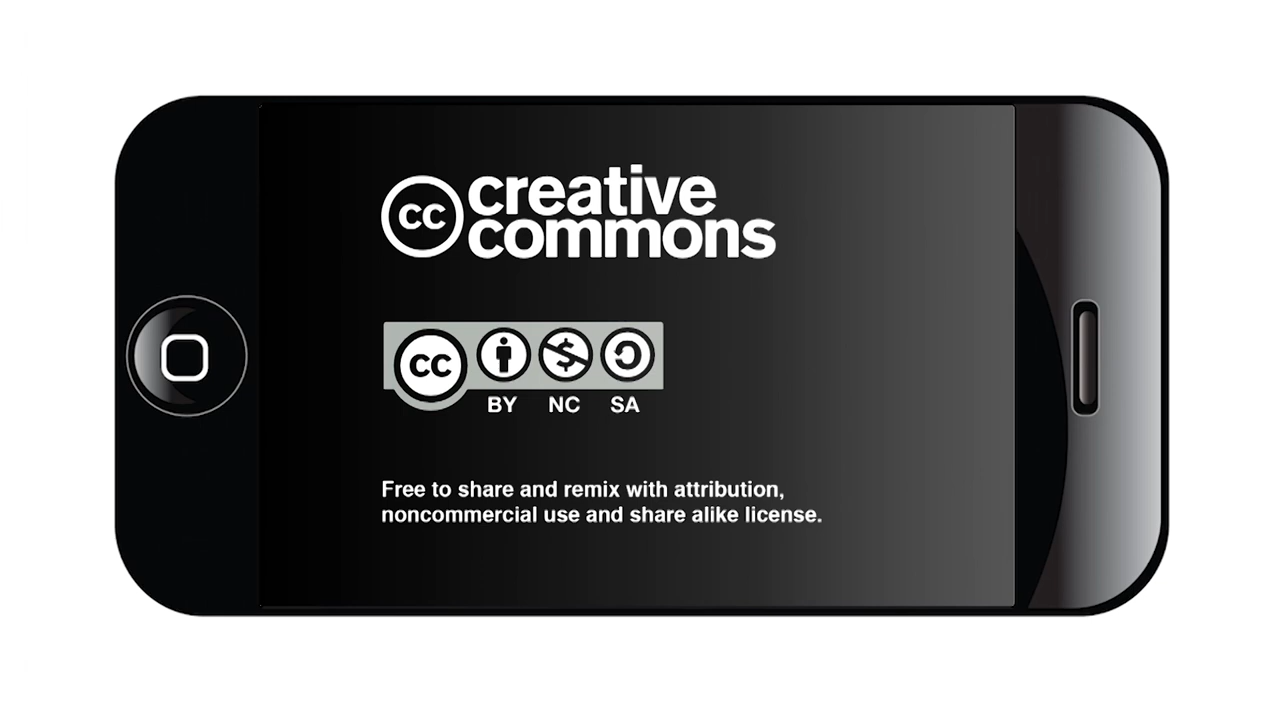 cc creative
commons
cc
BY NC SA
Free to share and remix with attribution,
noncommercial use and share alike license.